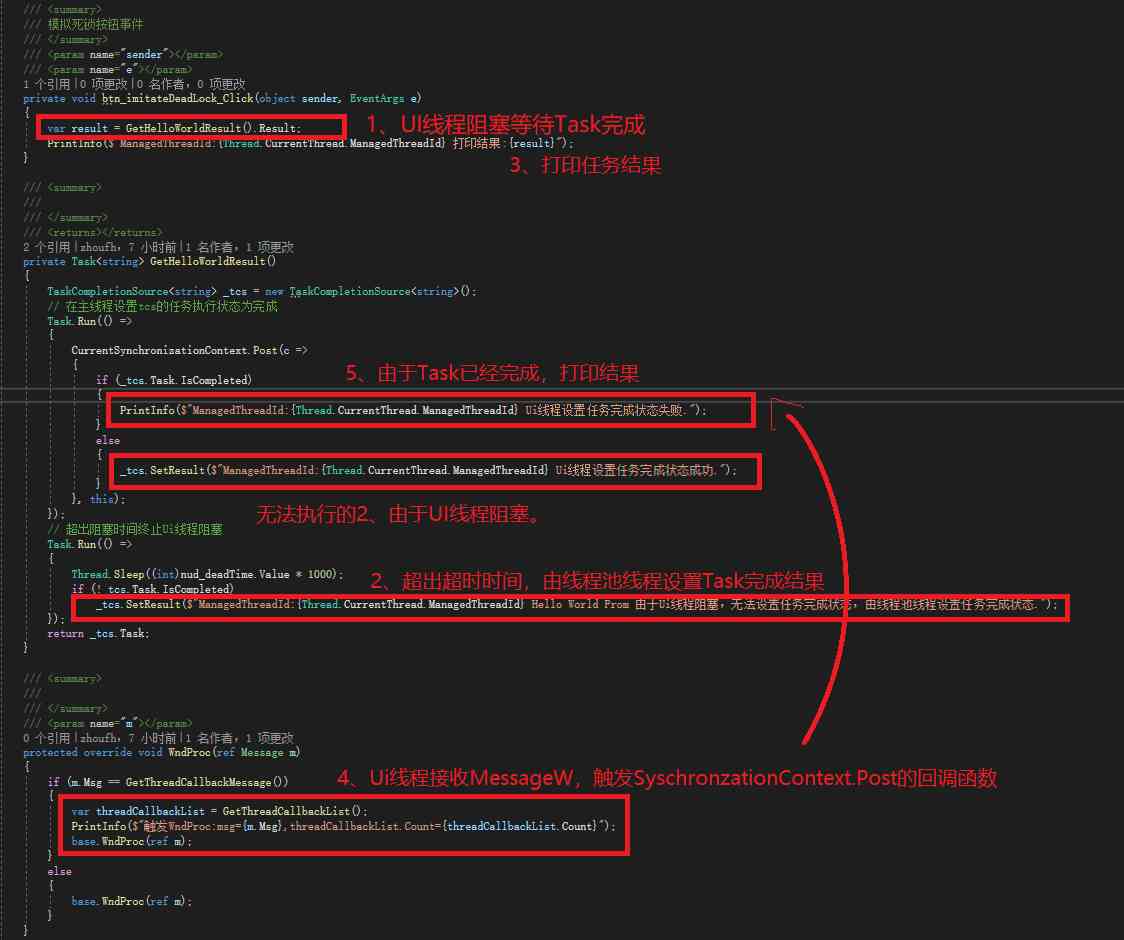 /// <summary>
/// 模拟死锁按钮事件
/// </summary>
/// <param name="sender"></param>
/// <param name="e"></param>
1 个引用 | 0 项更改 | 0 名作者，0 项更改
private void btn_imitateDeadLock_Click(object sender, EventArgs e)
{
var result = GetHelloWorldResult().Result;
1、UI线程阻塞等待Task完成
PrintInfo($"ManagedThreadId:{Thread.CurrentThread.ManagedThreadId} 打印结果:{result}");
}
3、打印任务结果
/// <summary>
///
/// </summary>
/// <returns></returns>
2 个引用 | zhoufh，7 小时前 | 1 名作者，1 项更改
private Task<string> GetHelloWorldResult()
{
TaskCompletionSource<string> _tcs = new TaskCompletionSource<string>();
// 在主线程设置tcs的任务执行状态为完成
Task.Run(() =>
{
CurrentSynchronizationContext.Post(c =>
{
if (_tcs.Task.IsCompleted)
5、由于Task已经完成，打印结果
{
PrintInfo($"ManagedThreadId:{Thread.CurrentThread.ManagedThreadId} Ui线程设置任务完成状态失败.");
}
else
{
_tcs.SetResult($"ManagedThreadId:{Thread.CurrentThread.ManagedThreadId} Ui线程设置任务完成状态成功.");
}
}, this);
});
无法执行的2、由于UI线程阻塞。
// 超出阻塞时间终止Ui线程阻塞
Task.Run(() =>
{
Thread.Sleep((int)nud_deadTime.Value * 1000);
2、超出超时时间，由线程池线程设置Task完成结果
if (!_tcs.Task.IsCompleted)
_tcs.SetResult($"ManagedThreadId:{Thread.CurrentThread.ManagedThreadId} Hello World From 由于Ui线程阻塞，无法设置任务完成状态，由线程池线程设置任务完成状态.");
});
return _tcs.Task;
}
/// <summary>
///
/// </summary>
/// <param name="m"></param>
0 个引用 | zhoufh，7 小时前 | 1 名作者，1 项更改
protected override void WndProc(ref Message m)
{
if (m.Msg == GetThreadCallbackMessage())
4、Ui线程接收MessageW，触发SyschronzationContext.Post的回调函数
{
var threadCallbackList = GetThreadCallbackList();
PrintInfo($"触发WndProc:msg={m.Msg},threadCallbackList.Count={threadCallbackList.Count}");
base.WndProc(ref m);
}
else
{
base.WndProc(ref m);
}
}